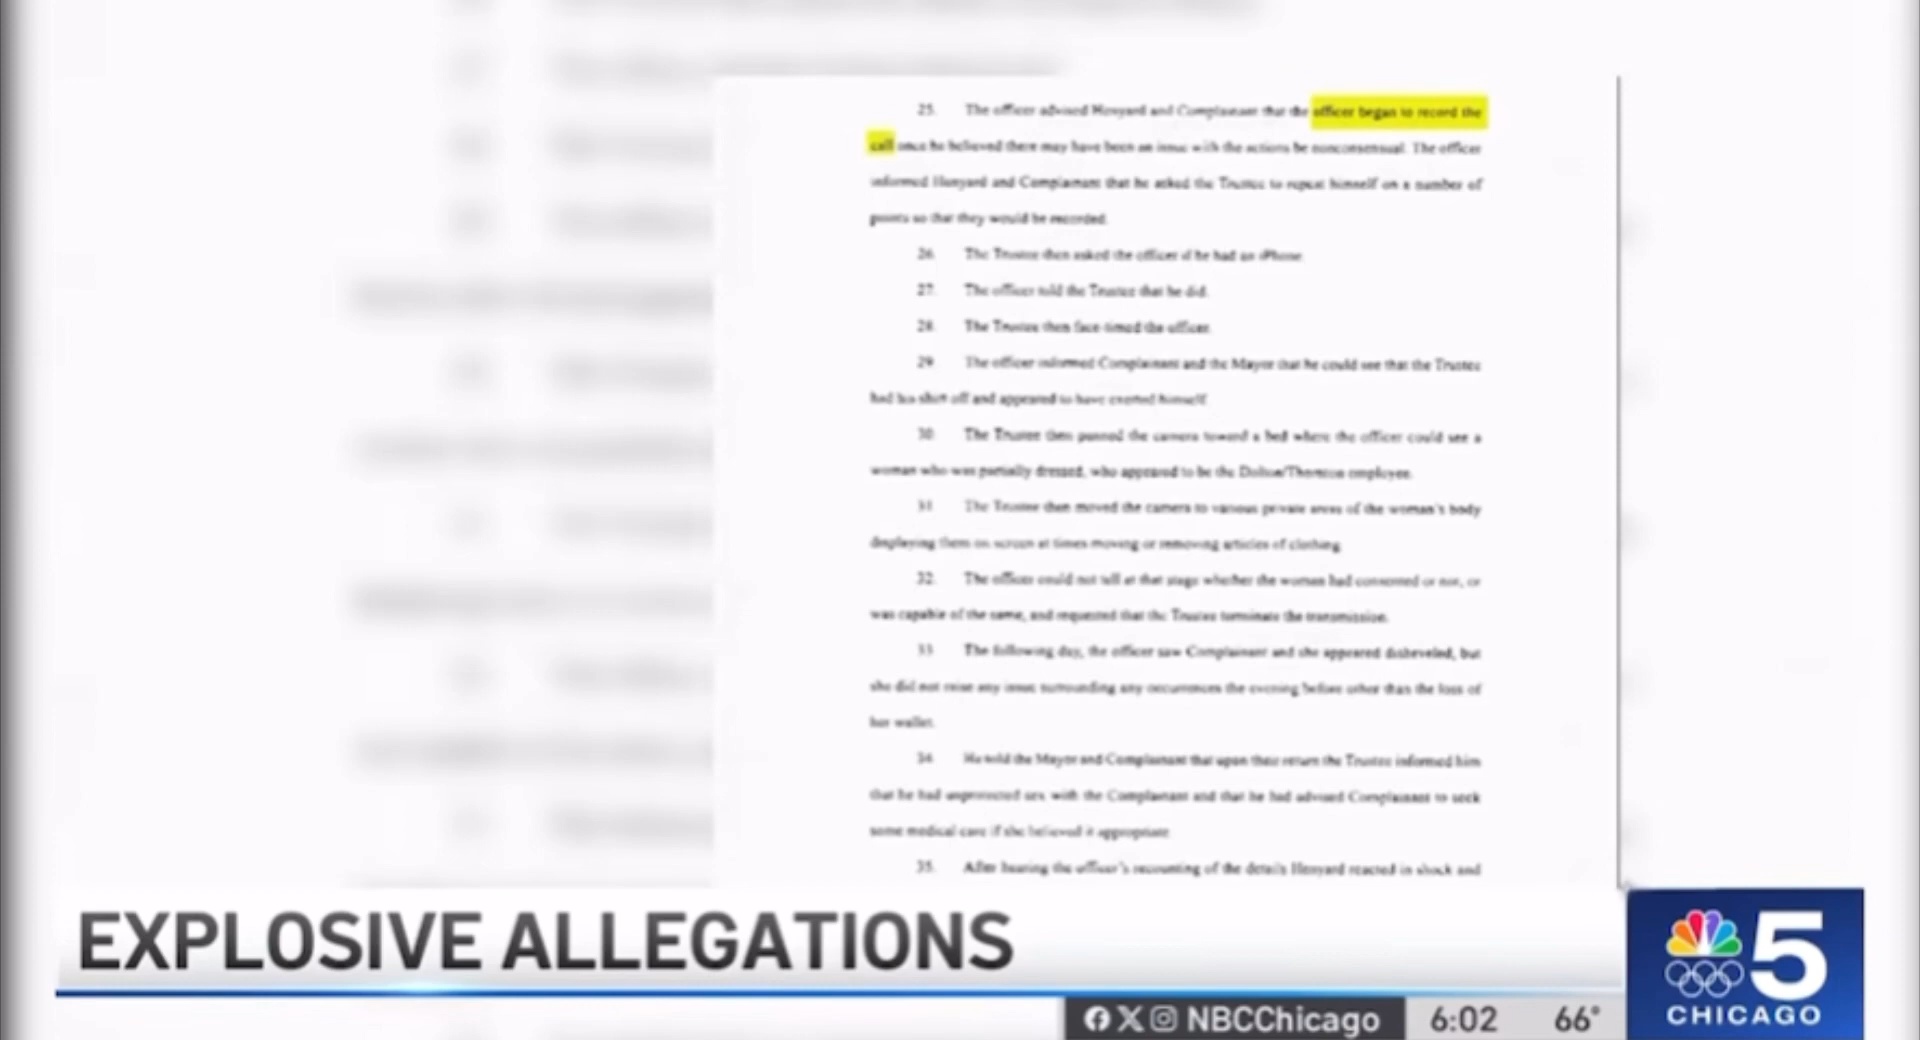 25. The officer advised Henyard and Complainant that the officer began to record the
call once he believed there may have been an issue with the actions be nonconsensual. The officer
informed Henyard and Complainant that he asked the Trustee to repeat himself on a number of
points so that they would be recorded.
26. The Trustee then asked the officer if he had an iPhone.
27. The officer told the Trustee that he did.
28. The Trustee then face-timed the officer.
29. The officer informed Complainant and the Mayor that he could see that the Trustee
had his shirt off and appeared to have exerted himself.
30. The Trustee then panned the camera toward a bed where the officer could see a
woman who was partially dressed, who appeared to be the Dolton/Thornton employee.
31. The Trustee then moved the camera to various private areas of the woman's body
displaying them on screen at times moving or removing articles of clothing.
32. The officer could not tell at that stage whether the woman had consented or not, or
was capable of the same, and requested that the Trustee terminate the transmission.
33. The following day, the officer saw Complainant and she appeared disheveled, but
she did not raise any issue surrounding any occurrences the evening before other than the loss of
her wallet.
34. He told the Mayor and Complainant that upon their return the Trustee informed him
that he had unprotected sex with the Complainant and that he had advised Complainant to seek
some medical care if she believed it appropriate.
35. After hearing the officer's recounting of the details Henyard reacted in shock and
EXPLOSIVE ALLEGATIONS
NBCChicago
6:02 66°
5
CHICAGO